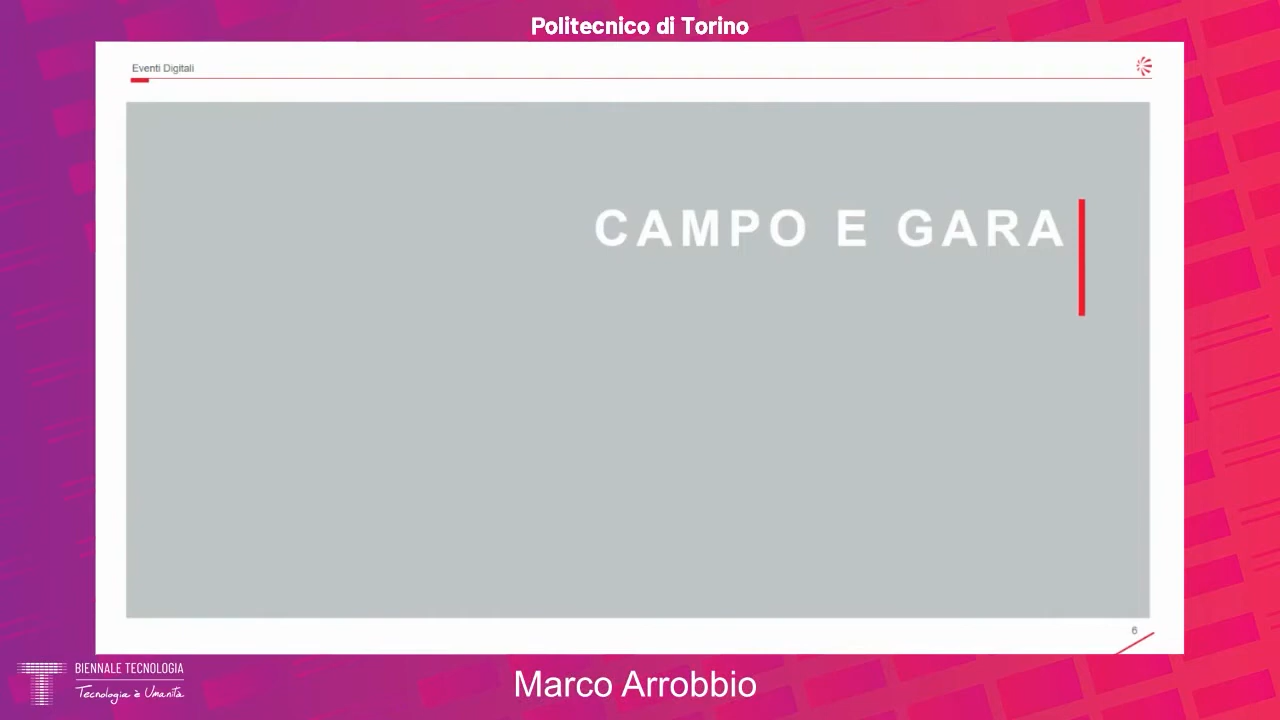 Politecnico di Torino
Eventi Digitali
CAMPO E GARA
6
BIENNALE TECNOLOGIA
Tecnologia è Umanità
Marco Arrobbio